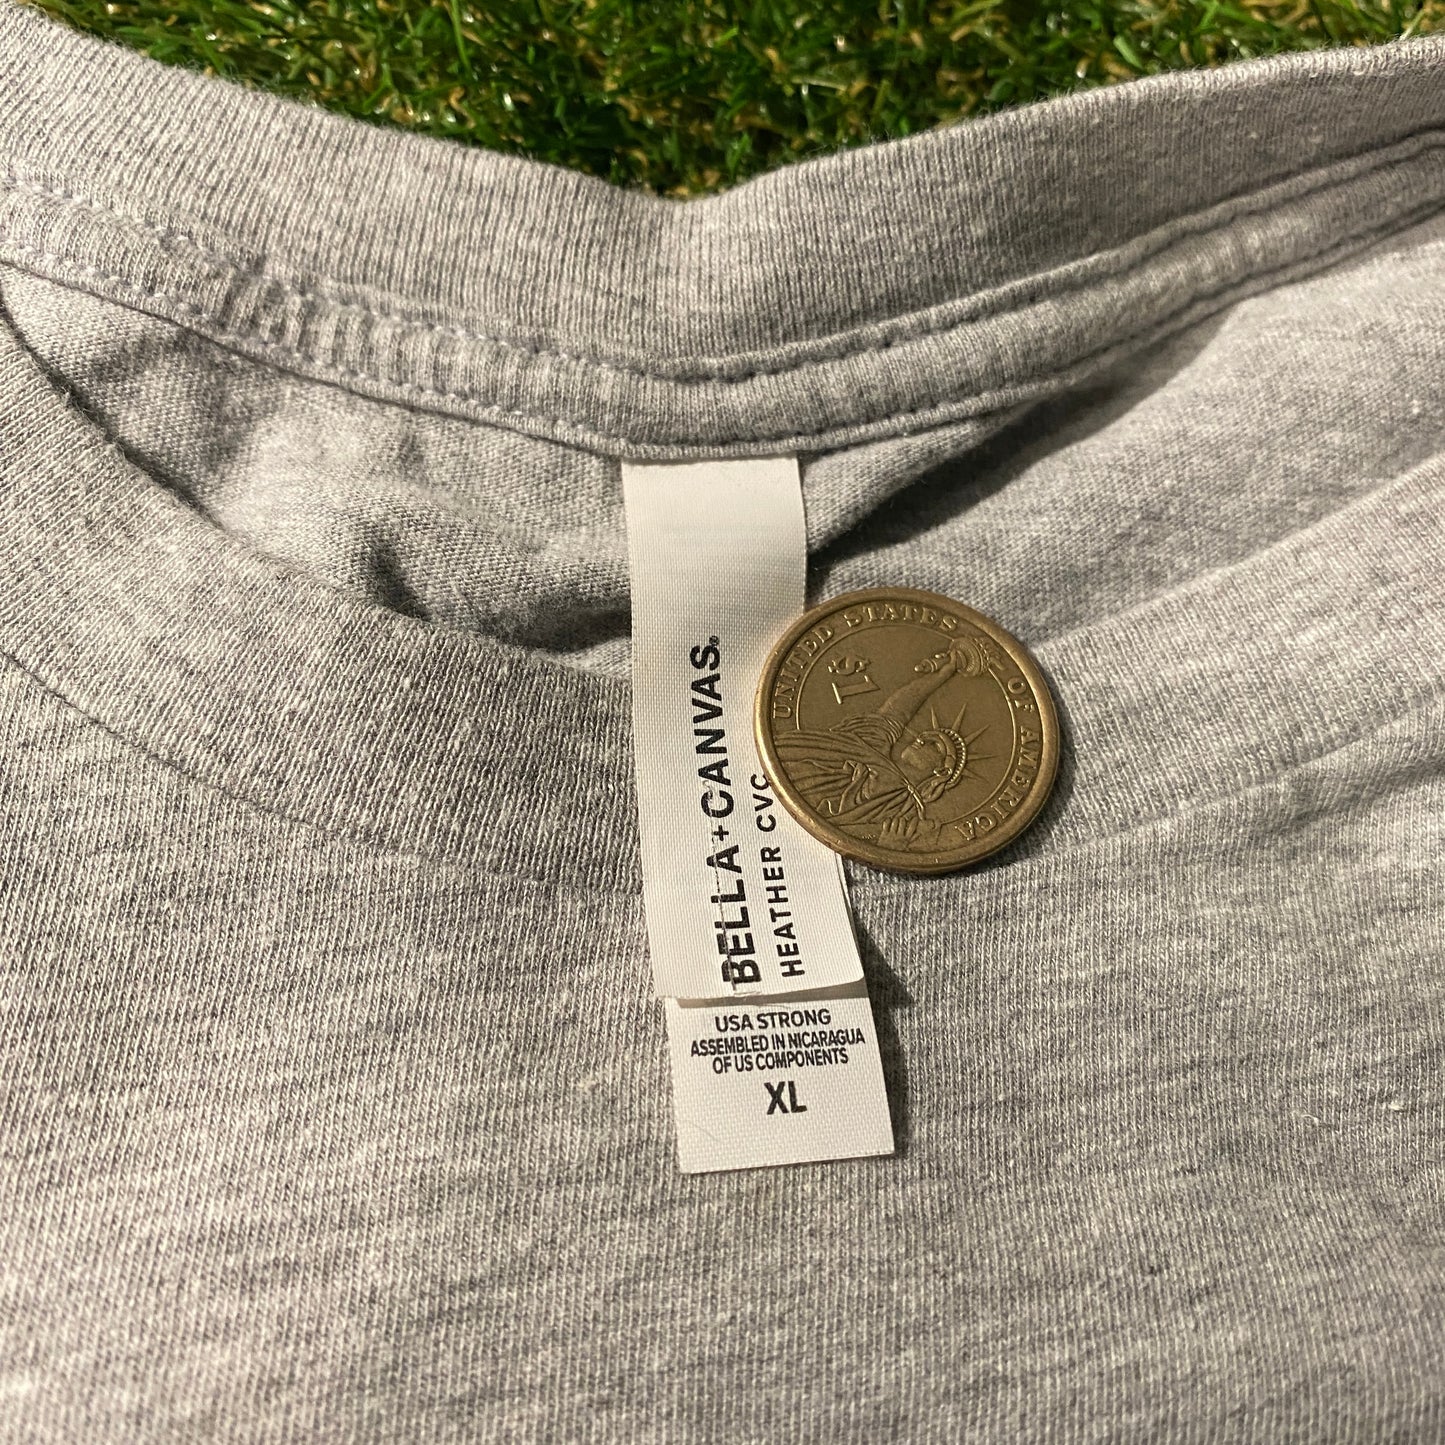 BELLA+CANVAS.
HEATHER CVC
USA STRONG
ASSEMBLED IN NICARAGUA
OF US COMPONENTS
XL
UNITED STATES OF AMERICA
$1